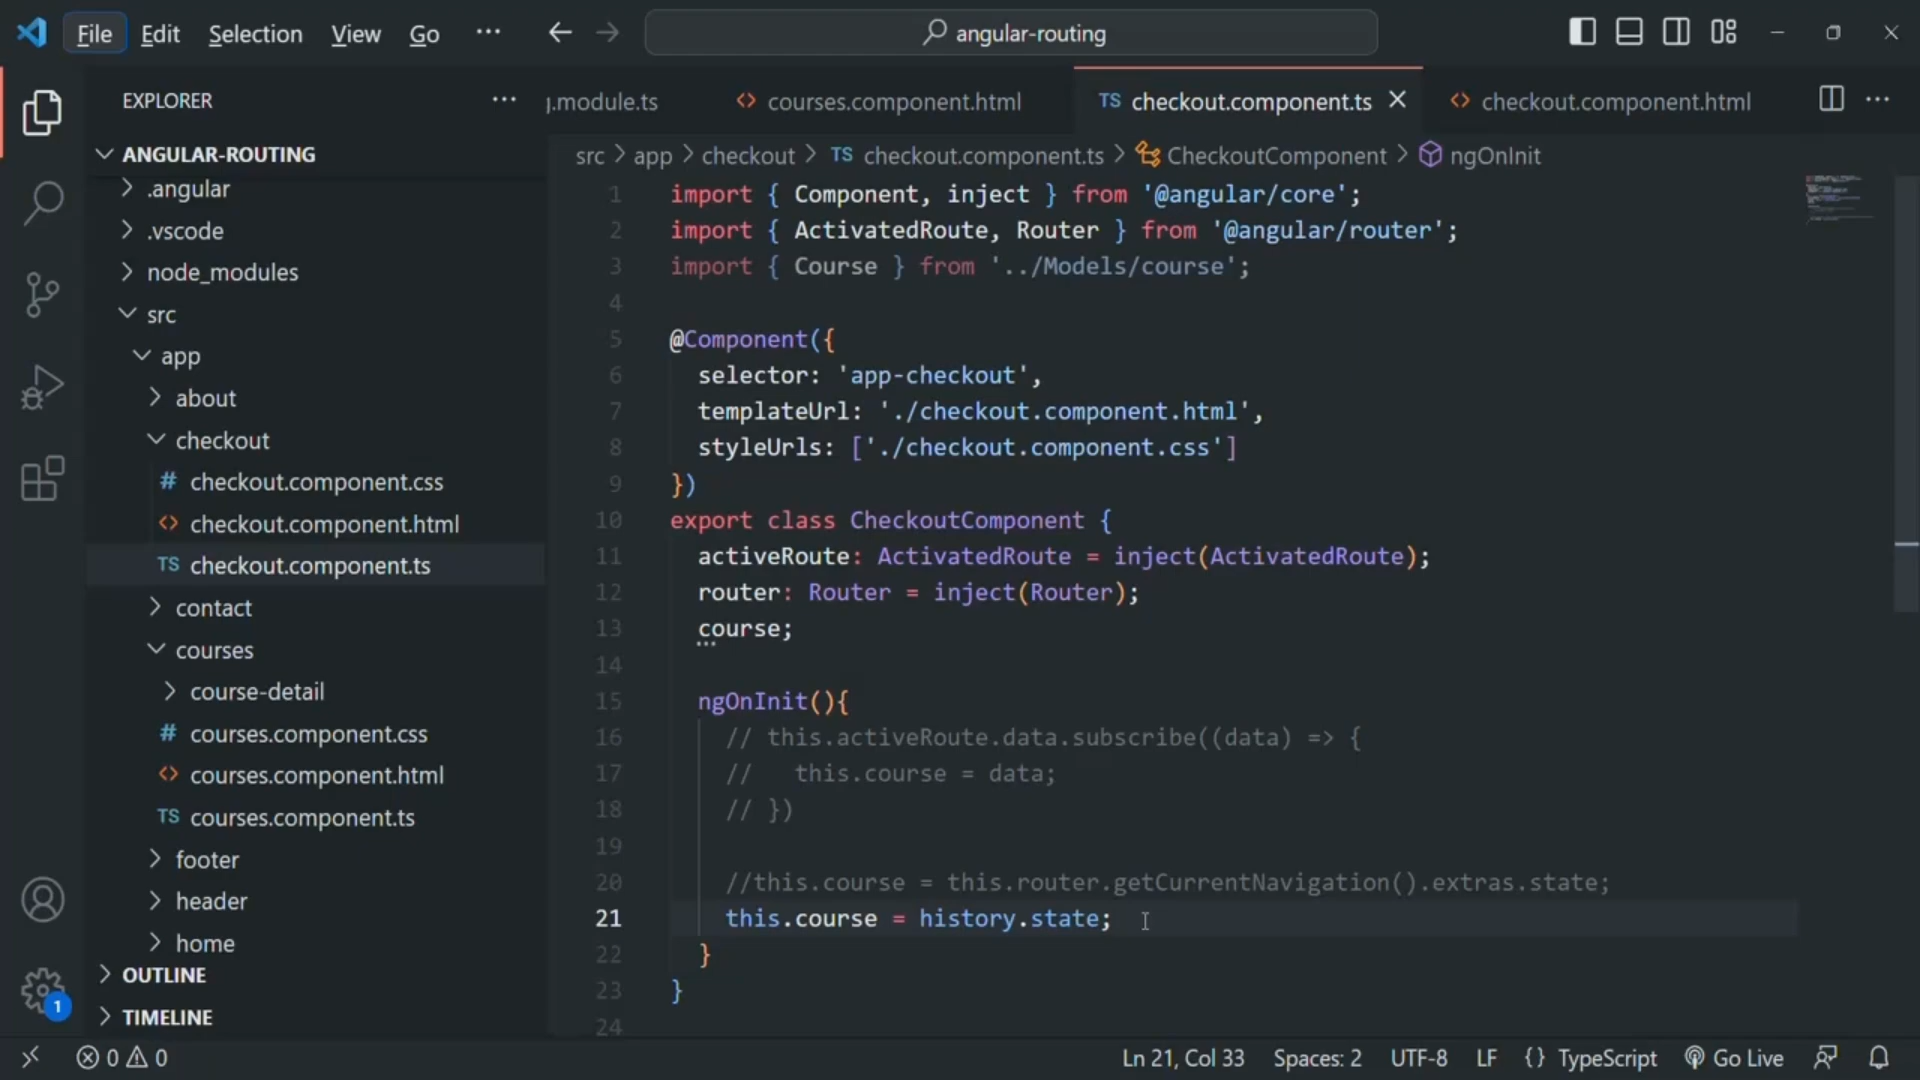 File Edit Selection View Go ··· angular-routing
EXPLORER ···
ANGULAR-ROUTING
.angular
.vscode
node_modules
src
app
about
checkout
# checkout.component.css
<> checkout.component.html
TS checkout.component.ts
contact
courses
course-detail
# courses.component.css
<> courses.component.html
TS courses.component.ts
footer
header
home
OUTLINE
TIMELINE
1
.module.ts <> courses.component.html TS checkout.component.ts <> checkout.component.html ···
src > app > checkout > TS checkout.component.ts > CheckoutComponent > ngOnInit
1 import { Component, inject } from '@angular/core';
2 import { ActivatedRoute, Router } from '@angular/router';
3 import { Course } from '../Models/course';
4
5 @Component({
6 selector: 'app-checkout',
7 templateUrl: './checkout.component.html',
8 styleUrls: ['./checkout.component.css']
9 })
10 export class CheckoutComponent {
11 activeRoute: ActivatedRoute = inject(ActivatedRoute);
12 router: Router = inject(Router);
13 course;
14
15 ngOnInit(){
16 // this.activeRoute.data.subscribe((data) => {
17 //   this.course = data;
18 // })
19
20 //this.course = this.router.getCurrentNavigation().extras.state;
21 this.course = history.state;
22 }
23 }
24
0 0 Ln 21, Col 33 Spaces: 2 UTF-8 LF {} TypeScript Go Live